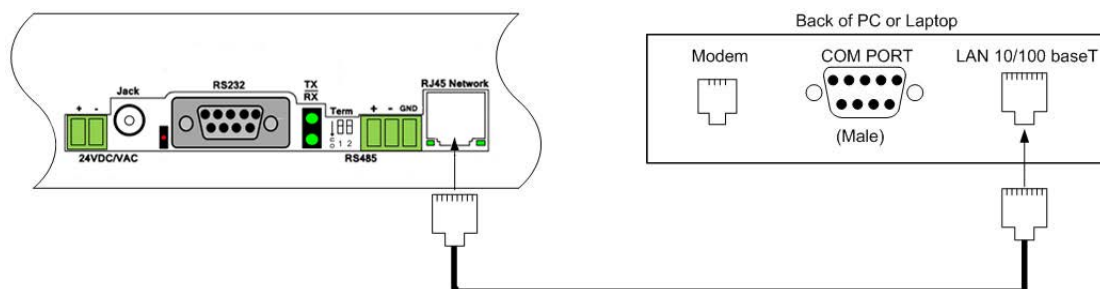 Back of PC or Laptop
Modem
COM PORT
LAN 10/100 baseT
(Male)
Jack
RS232
TX
RX
Term
RJ45 Network
+ -
+ - GND
1 2
24VDC/VAC
RS485